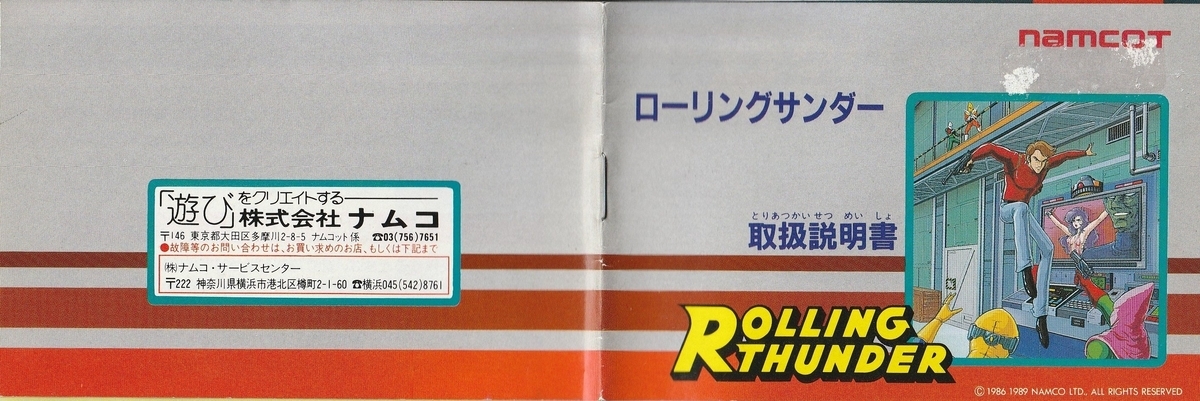 「遊び」をクリエイトする
株式会社 ナムコ
〒146 東京都大田区多摩川2-8-5 ナムコット係 ☎03(756)7651
●故障等のお問い合わせは、お買い求めのお店、もしくは下記まで
㈱ナムコ・サービスセンター
〒222 神奈川県横浜市港北区樽町2-1-60 ☎横浜045(542)8761
namcot
ローリングサンダー
とりあつかいせつ めい しょ
取扱説明書
ROLLING
THUNDER
© 1986 1989 NAMCO LTD., ALL RIGHTS RESERVED